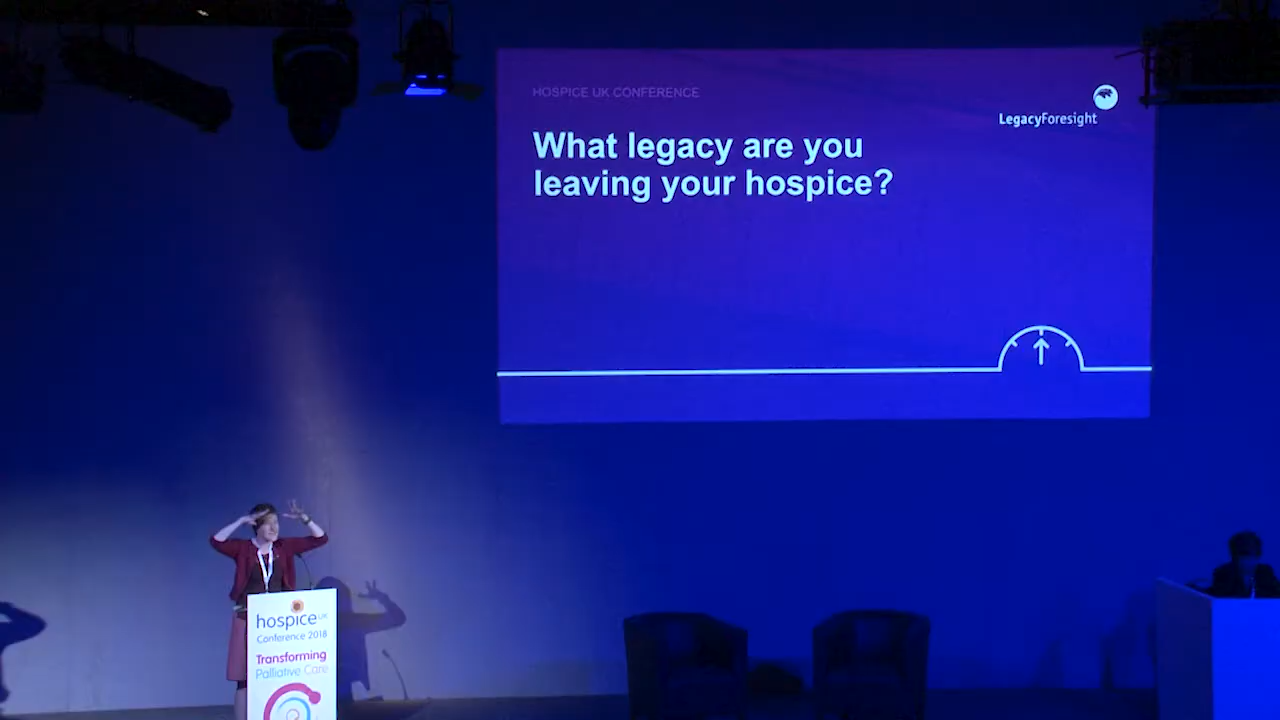 HOSPICE UK CONFERENCE
LegacyForesight
What legacy are you
leaving your hospice?
hospice UK
Conference 2018
Transforming
Palliative Care